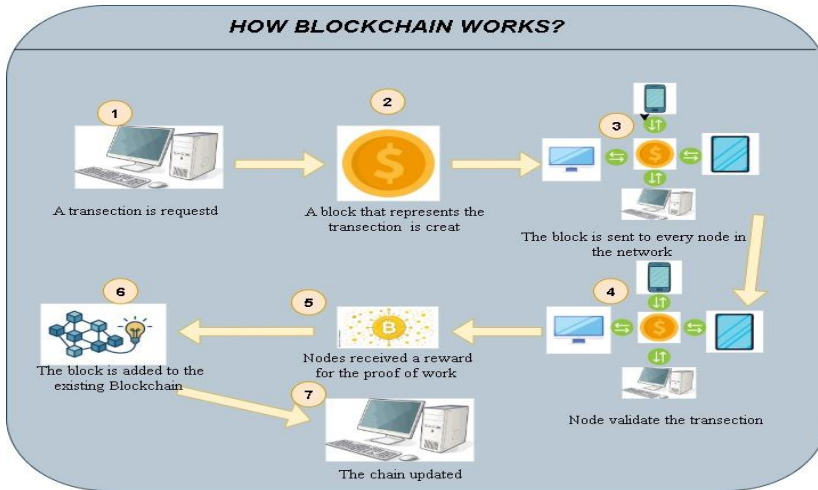 HOW BLOCKCHAIN WORKS?
1
A transection is requestd
2
A block that represents the
transection is creat
3
The block is sent to every node in
the network
4
Node validate the transection
5
Nodes received a reward
for the proof of work
6
The block is added to the
existing Blockchain
7
The chain updated